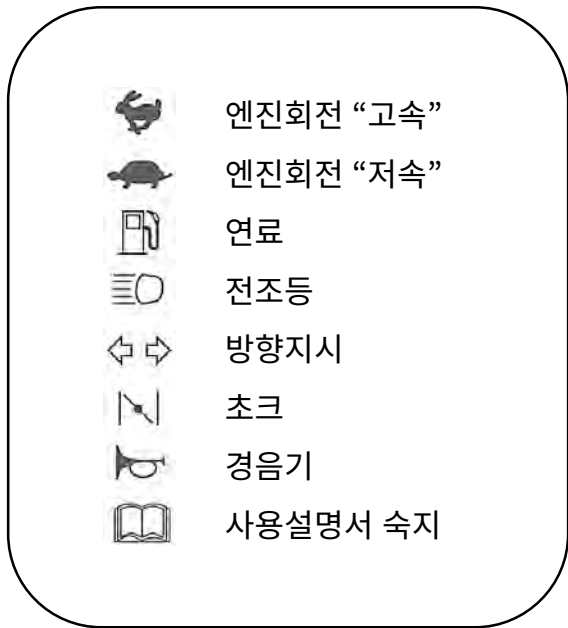 엔진회전 “고속”
엔진회전 “저속”
연료
전조등
방향지시
초크
경음기
사용설명서 숙지